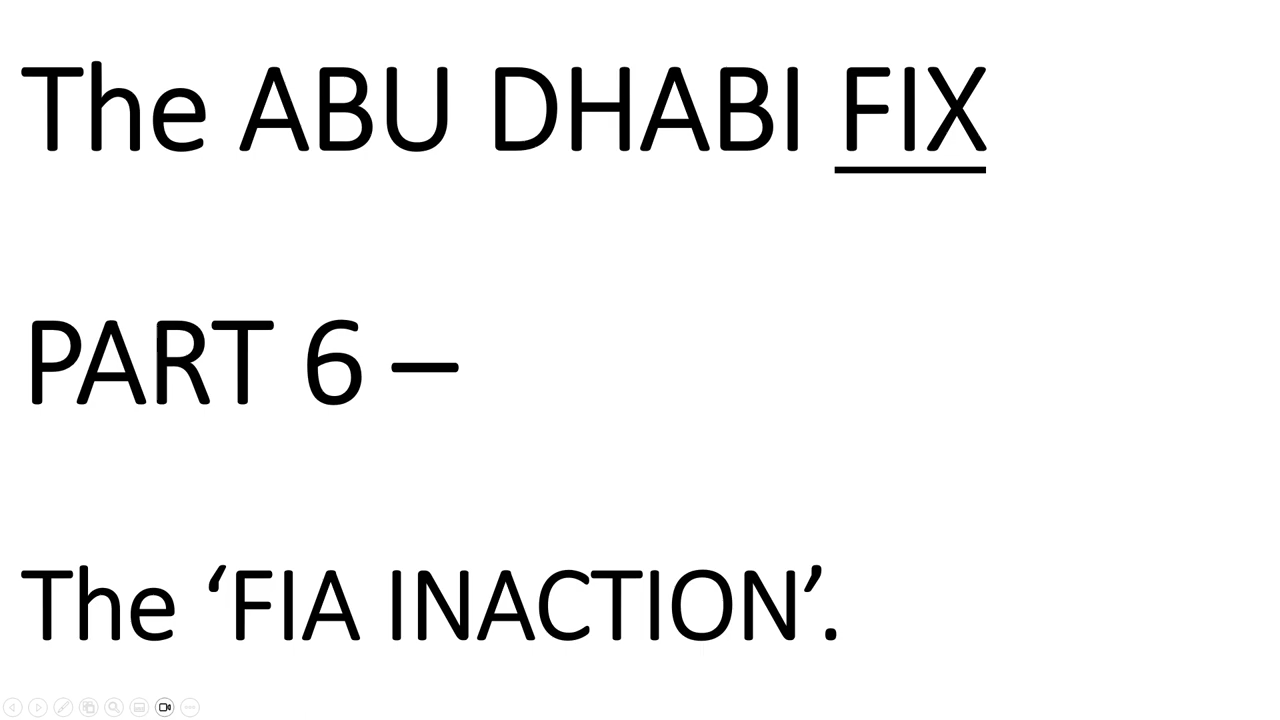 The ABU DHABI FIX
PART 6 –
The ‘FIA INACTION’.